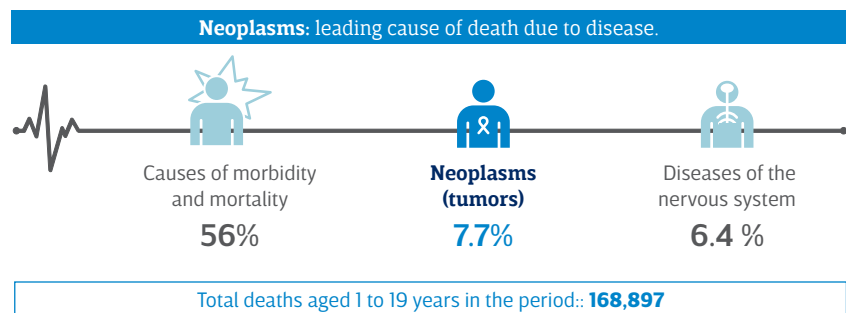 Neoplasms: leading cause of death due to disease.
Causes of morbidity
and mortality
56%
Neoplasms
(tumors)
7.7%
Diseases of the
nervous system
6.4 %
Total deaths aged 1 to 19 years in the period:: 168,897